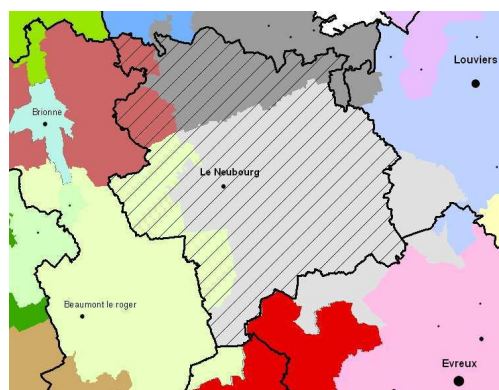 Louviers
Brionne
Le Neubourg
Beaumont le roger
Evreux